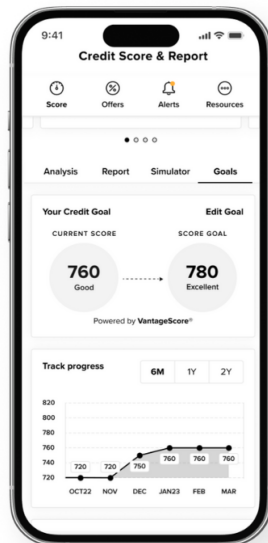 9:41
Credit Score & Report
Score Offers Alerts Resources
Analysis Report Simulator Goals
Your Credit Goal Edit Goal
CURRENT SCORE SCORE GOAL
760 780
Good Excellent
Powered by VantageScore®
Track progress 6M 1Y 2Y
820
800
780
760
740
720
720 720 750 760 760 760
OCT22 NOV DEC JAN23 FEB MAR